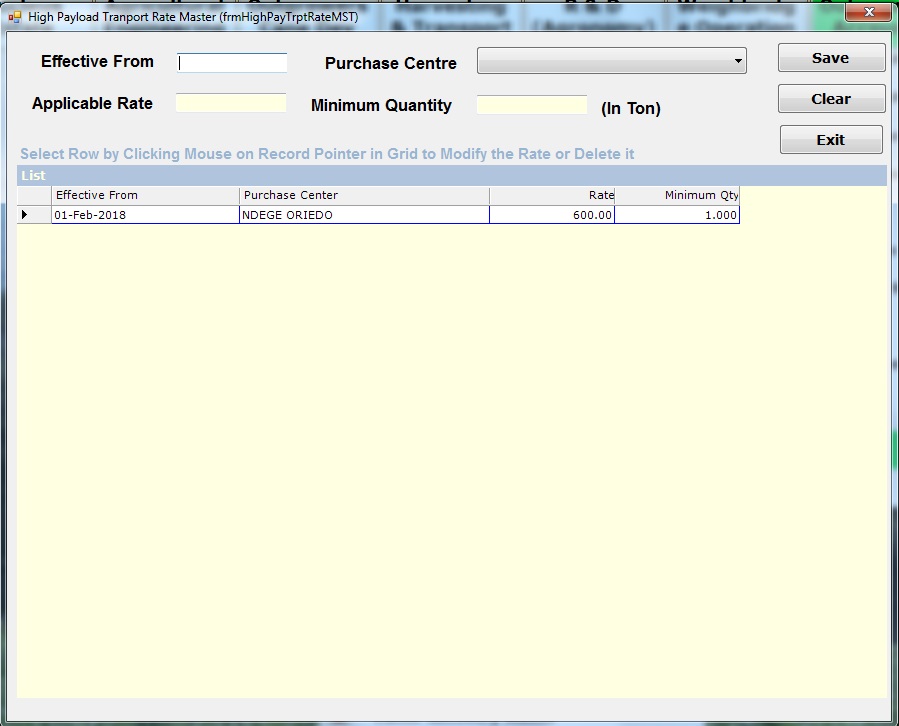 High Payload Tranport Rate Master (frmHighPayTrptRateMST)
Effective From
Purchase Centre
Save
Applicable Rate
Minimum Quantity
(In Ton)
Clear
Exit
Select Row by Clicking Mouse on Record Pointer in Grid to Modify the Rate or Delete it
List
Effective From Purchase Center Rate Minimum Qty
01-Feb-2018 NDEGE ORIEDO 600.00 1.000